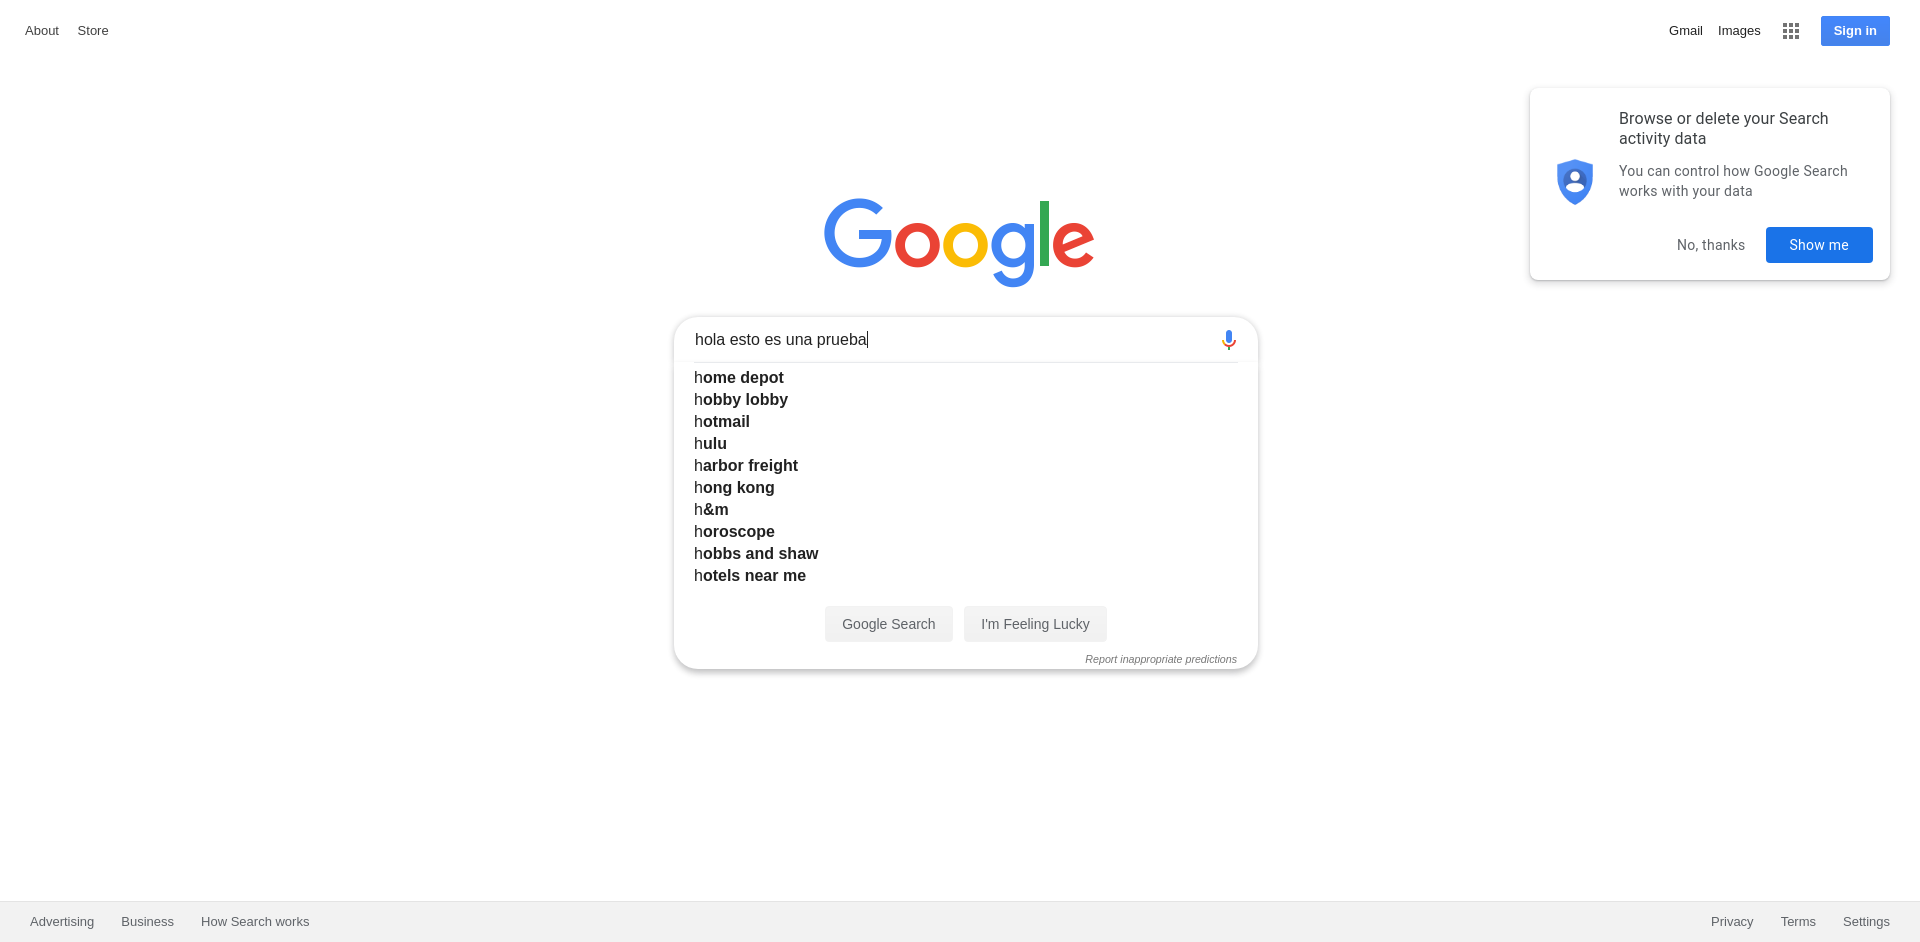 About Store
Gmail Images Sign in
Browse or delete your Search
activity data
You can control how Google Search
works with your data
No, thanks Show me
Google
hola esto es una prueba
home depot
hobby lobby
hotmail
hulu
harbor freight
hong kong
h&m
horoscope
hobbs and shaw
hotels near me
Google Search I'm Feeling Lucky
Report inappropriate predictions
Advertising Business How Search works
Privacy Terms Settings